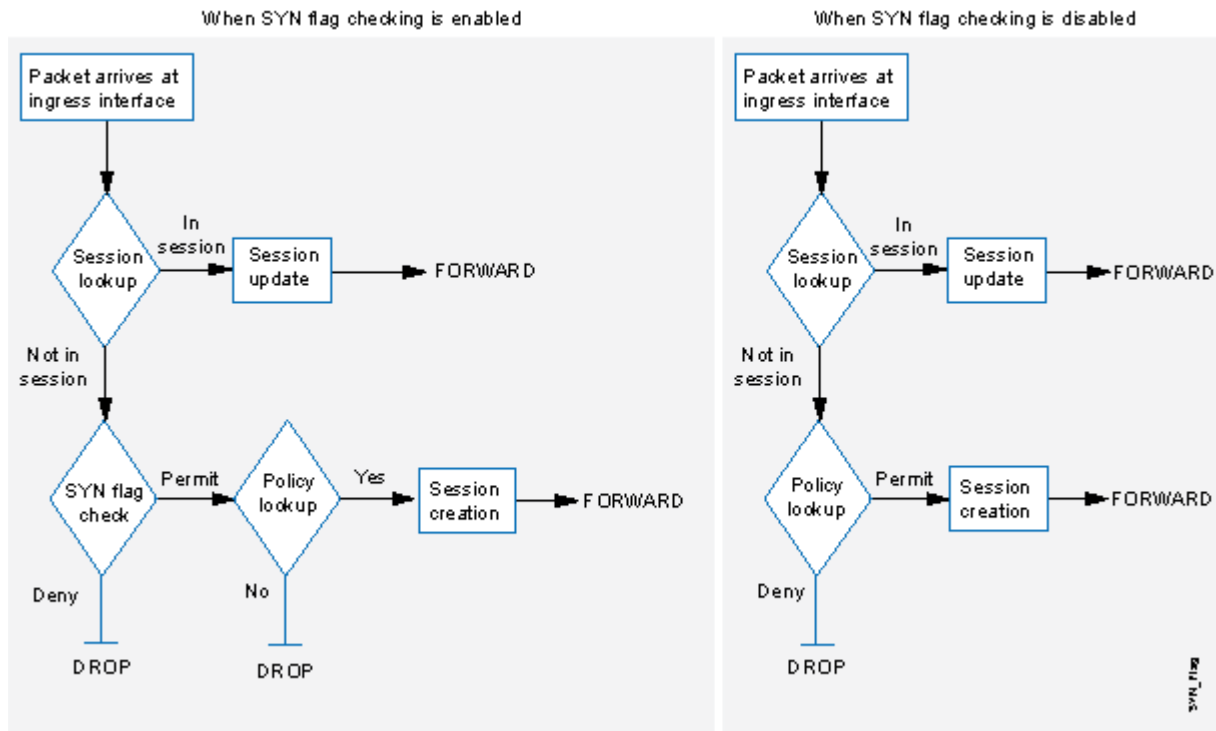 When SYN flag checking is enabled
Packet arrives at
ingress interface
Session
lookup
In
session
Session
update
FORWARD
Not in
session
SYN flag
check
Permit
Policy
lookup
Yes
Session
creation
FORWARD
Deny
DROP
No
DROP
When SYN flag checking is disabled
Packet arrives at
ingress interface
Session
lookup
In
session
Session
update
FORWARD
Not in
session
Policy
lookup
Permit
Session
creation
FORWARD
Deny
DROP